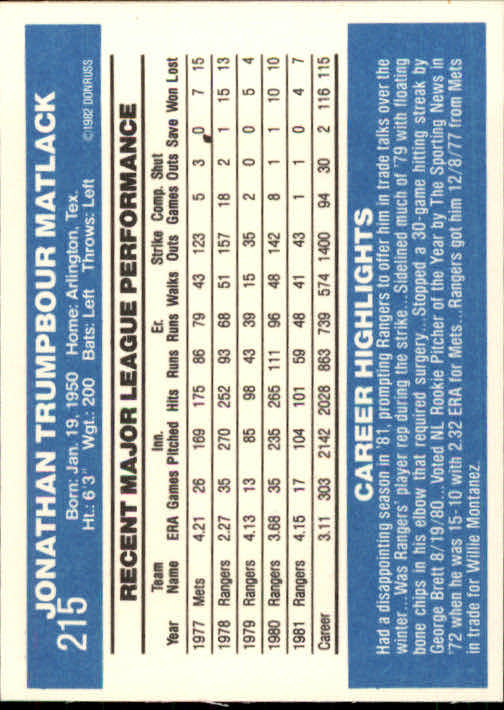 215
JONATHAN TRUMPBOUR MATLACK
Born: Jan. 19, 1950 Home: Arlington, Tex.
Ht.: 6'3" Wgt.: 200 Bats: Left Throws: Left ©1982 DONRUSS
RECENT MAJOR LEAGUE PERFORMANCE
Team Inn. Er. Strike Comp. Shut
Year Name ERA Games Pitched Hits Runs Runs Walks Outs Games Outs Save Won Lost
1977 Mets 4.21 26 169 175 86 79 43 123 5 3 0 7 15
1978 Rangers 2.27 35 270 252 93 68 51 157 18 2 1 15 13
1979 Rangers 4.13 13 85 98 43 39 15 35 2 0 0 5 4
1980 Rangers 3.68 35 235 265 111 96 48 142 8 1 1 10 10
1981 Rangers 4.15 17 104 101 59 48 41 43 1 1 0 4 7
Career 3.11 303 2142 2028 863 739 574 1400 94 30 2 116 115
CAREER HIGHLIGHTS
Had a disappointing season in '81, prompting Rangers to offer him in trade talks over the
winter...Was Rangers' player rep during the strike...Sidelined much of '79 with floating
bone chips in his elbow that required surgery...Stopped a 30-game hitting streak by
George Brett 8/19/80...Voted NL Rookie Pitcher of the Year by The Sporting News in
'72 when he was 15-10 with 2.32 ERA for Mets...Rangers got him 12/8/77 from Mets
in trade for Willie Montanez.